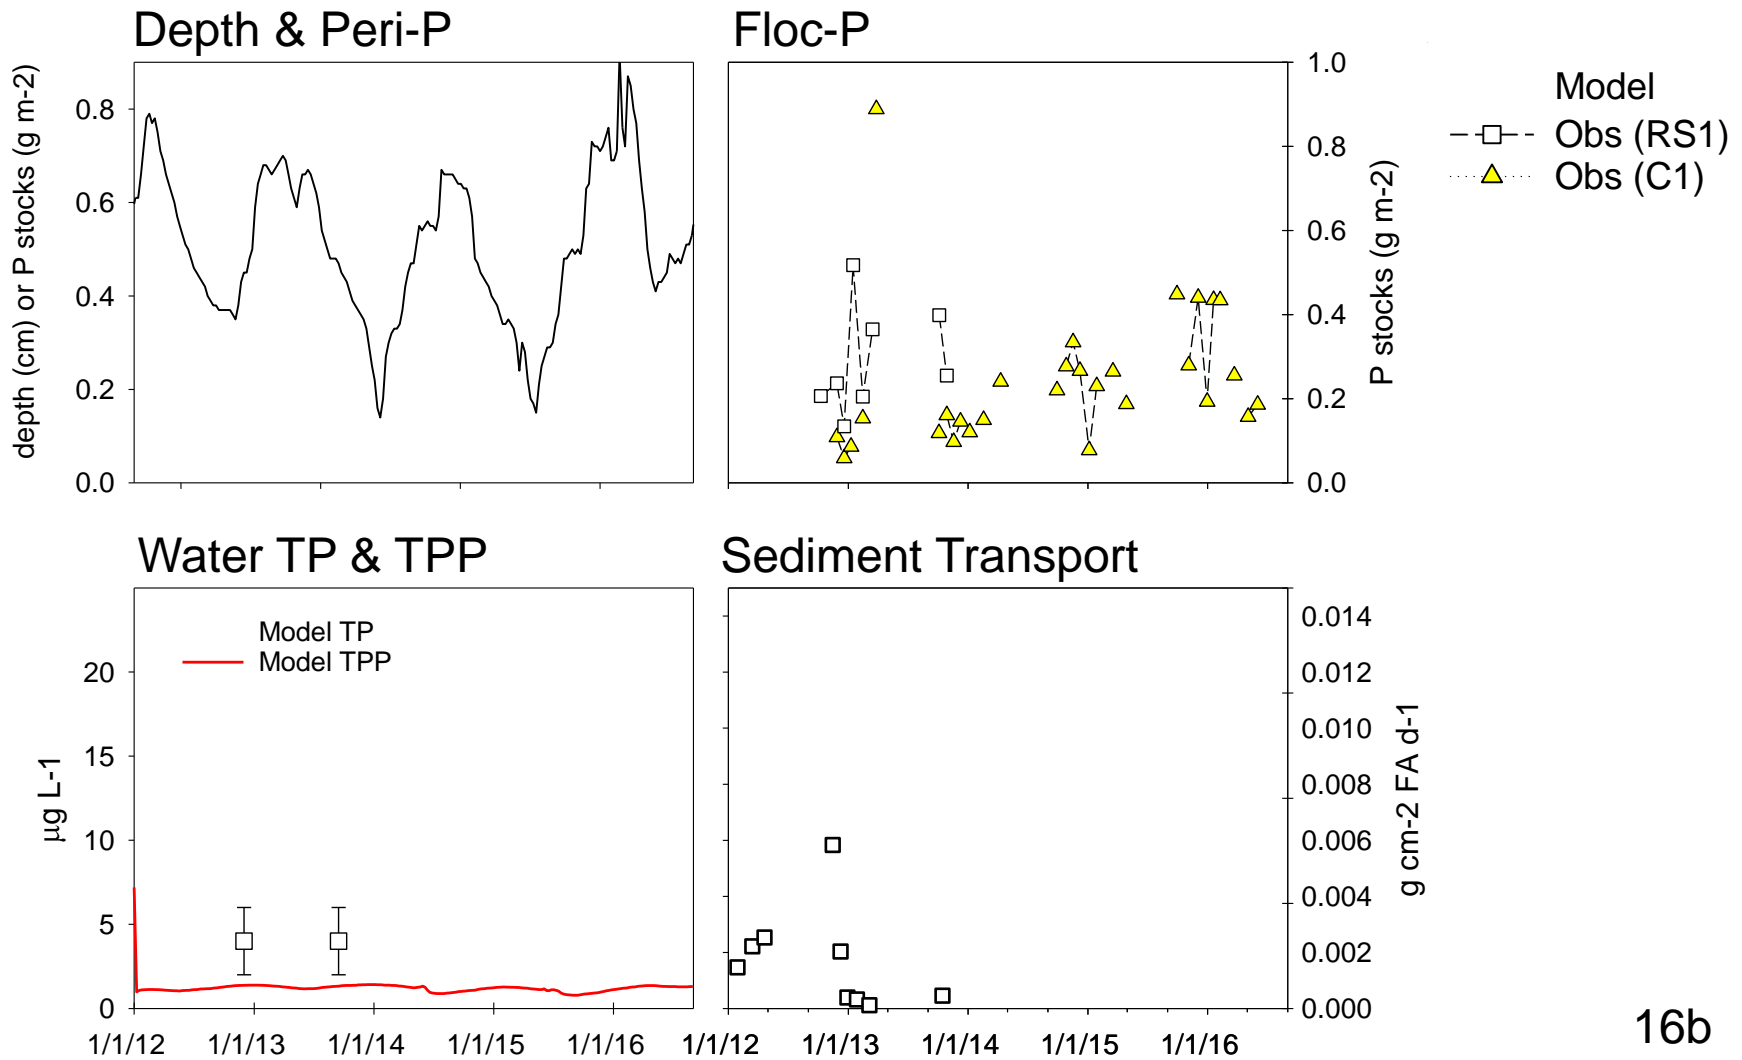 Depth & Peri-P
Floc-P
depth (cm) or P stocks (g m-2)
0.8
0.6
0.4
0.2
0.0
1.0
0.8
0.6
0.4
0.2
0.0
P stocks (g m-2)
Model
Obs (RS1)
Obs (C1)
Water TP & TPP
Sediment Transport
µg L-1
20
15
10
5
0
Model TP
Model TPP
0.014
0.012
0.010
0.008
0.006
0.004
0.002
0.000
g cm-2 FA d-1
1/1/12
1/1/13
1/1/14
1/1/15
1/1/16
1/1/12
1/1/13
1/1/14
1/1/15
1/1/16
16b